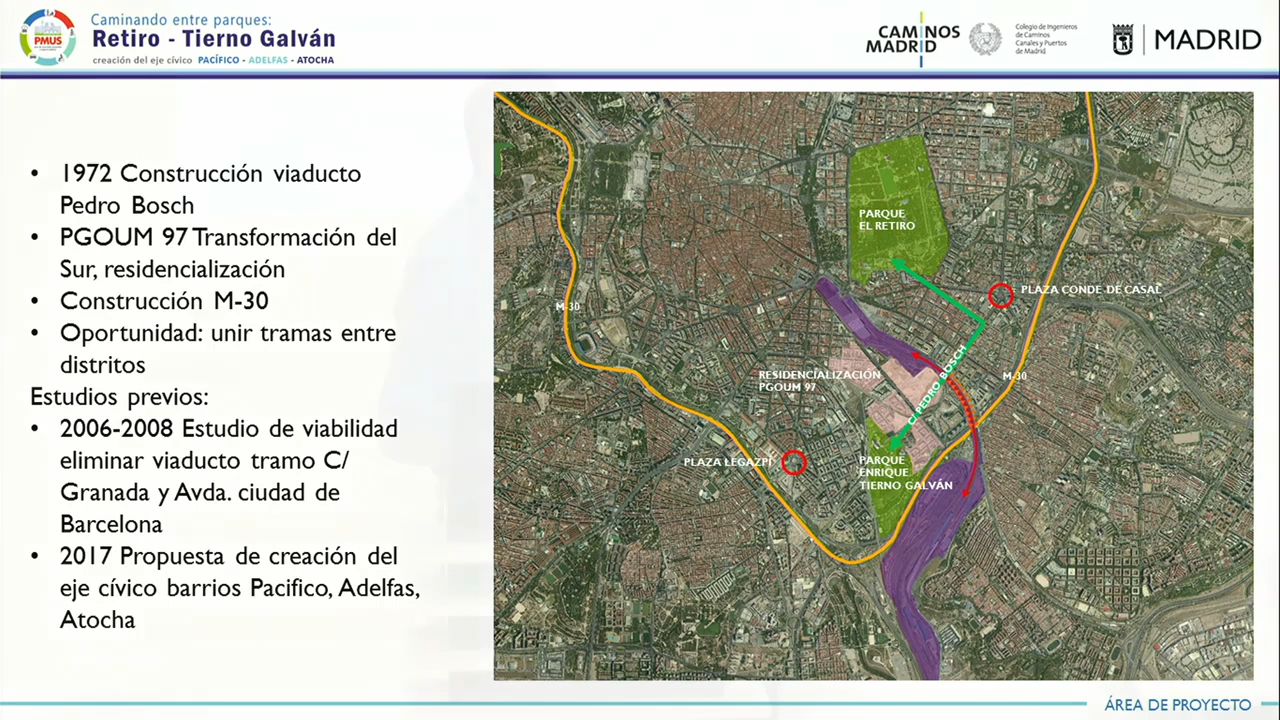 PMUS
Caminando entre parques:
Retiro - Tierno Galván
creación del eje cívico PACÍFICO - ADELFAS - ATOCHA
CAMINOS
MADRID
Colegio de Ingenieros
de Caminos
Canales y Puertos
de Madrid
MADRID
• 1972 Construcción viaducto
Pedro Bosch
• PGOUM 97 Transformación del
Sur, residencialización
• Construcción M-30
• Oportunidad: unir tramas entre
distritos
Estudios previos:
• 2006-2008 Estudio de viabilidad
eliminar viaducto tramo C/
Granada y Avda. ciudad de
Barcelona
• 2017 Propuesta de creación del
eje cívico barrios Pacifico, Adelfas,
Atocha
PARQUE
EL RETIRO
PLAZA CONDE DE CASAL
M-30
RESIDENCIALIZACIÓN
PGOUM 97
C/ PEDRO BOSCH
M-30
PLAZA LEGAZPI
PARQUE
ENRIQUE
TIERNO GALVÁN
ÁREA DE PROYECTO